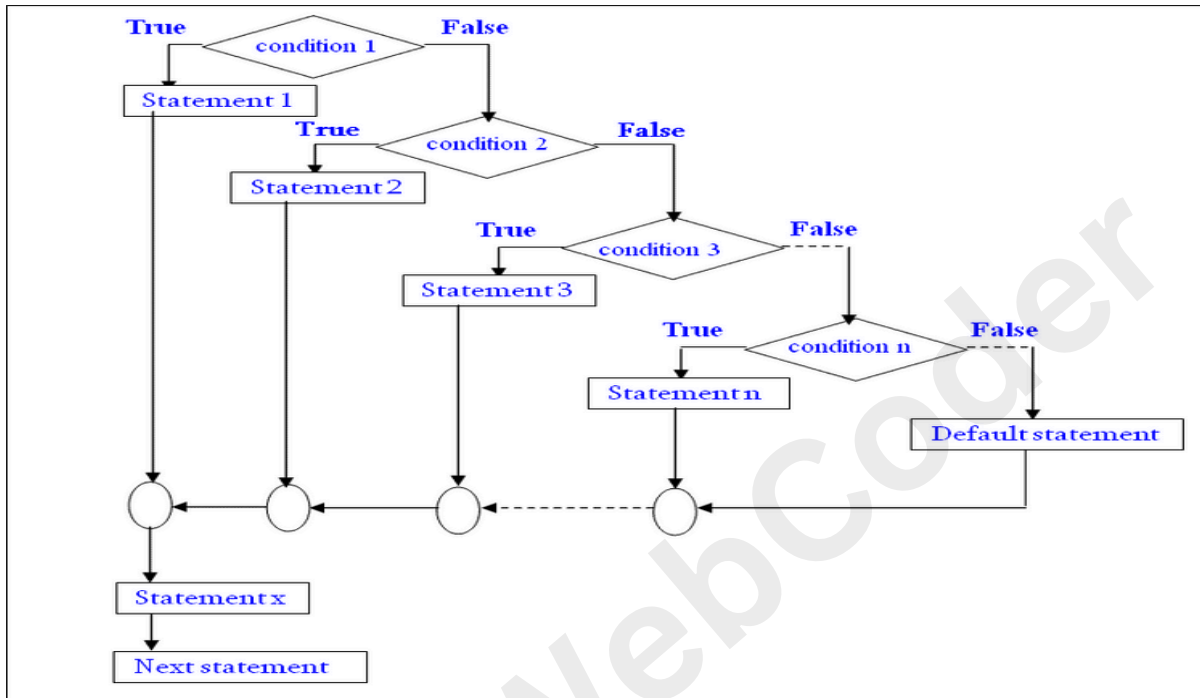 True False
condition 1
Statement 1
True False
condition 2
Statement 2
True False
condition 3
Statement 3
True False
condition n
Statement n
Default statement
Statement x
Next statement
WebCoder